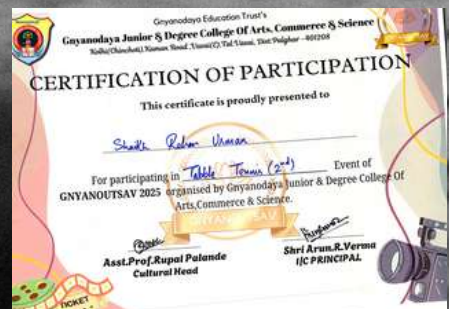 Gnyanodaya Education Trust's
Gnyanodaya Junior & Degree College Of Arts, Commerce & Science
CERTIFICATION OF PARTICIPATION
This certificate is proudly presented to
Shaikh Rehan Usman
For participating in Tabble Tennis (2nd) Event of
GNYANOUTSAV 2025 organised by Gnyanodaya Junior & Degree College Of
Arts,Commerce & Science.
GNYANOUTSAV
Asst.Prof.Rupal Palande
Shri Arun.R.Verma
Cultural Head
I/C PRINCIPAL
TICKET